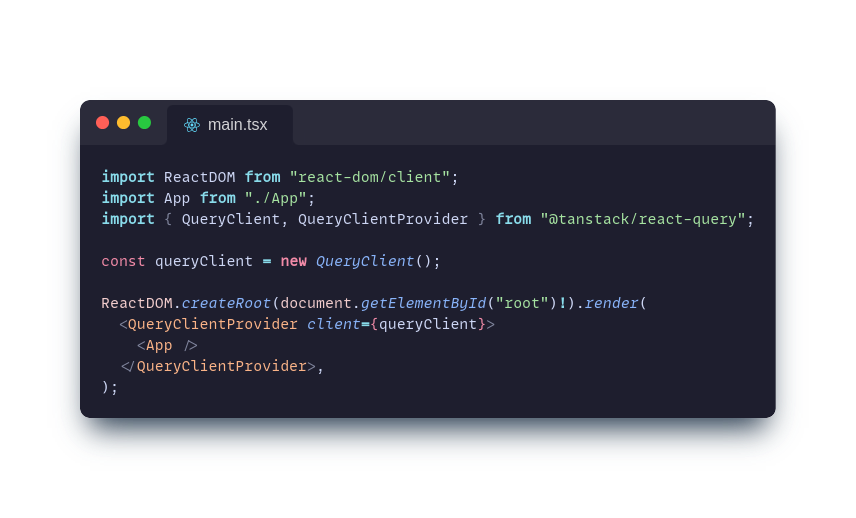 main.tsx
import ReactDOM from "react-dom/client";
import App from "./App";
import { QueryClient, QueryClientProvider } from "@tanstack/react-query";
const queryClient = new QueryClient();
ReactDOM.createRoot(document.getElementById("root")!).render(
  <QueryClientProvider client={queryClient}>
    <App />
  </QueryClientProvider>,
);